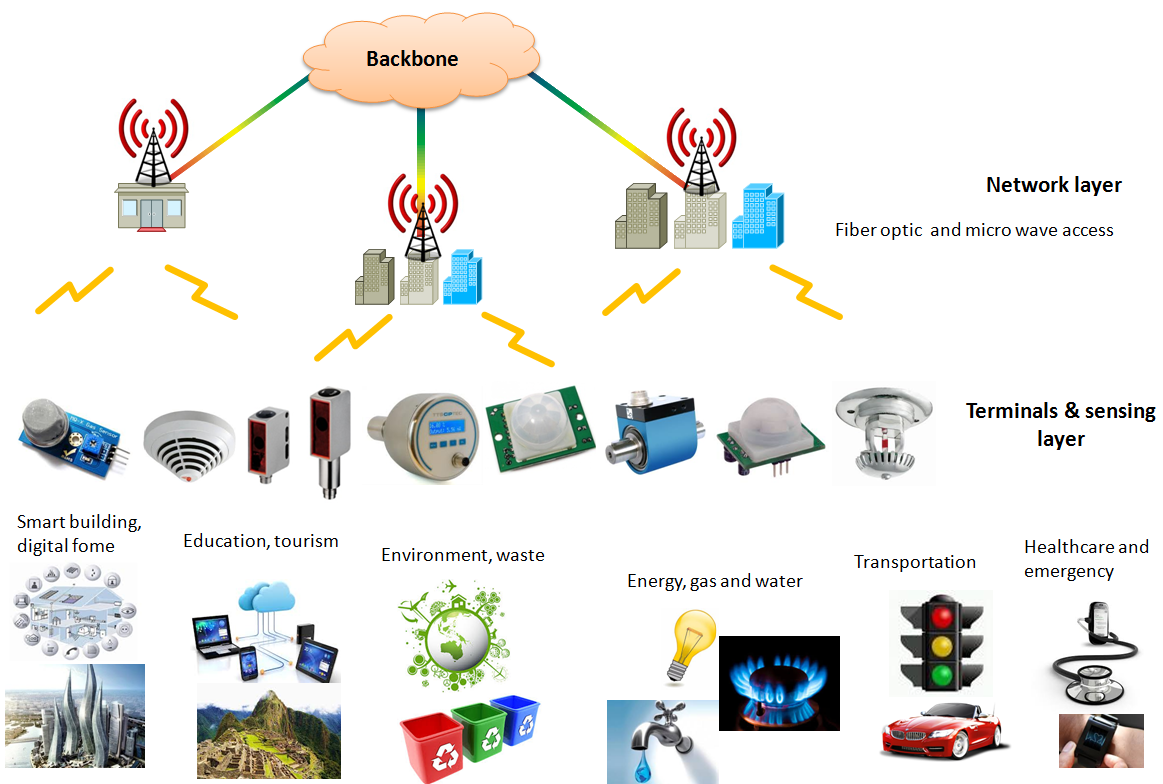 Backbone
Network layer
Fiber optic and micro wave access
Terminals & sensing
layer
Smart building,
digital fome
Education, tourism
Environment, waste
Energy, gas and water
Transportation
Healthcare and
emergency